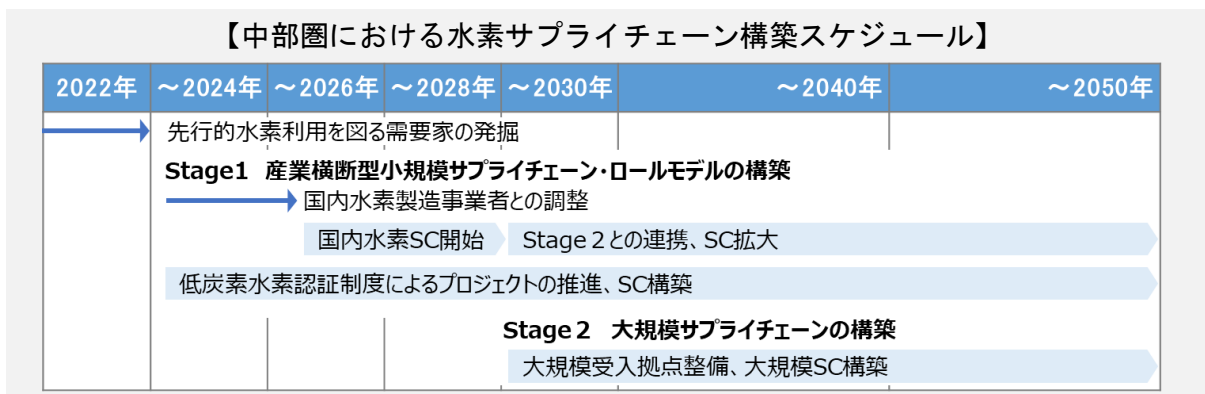 【中部圏における水素サプライチェーン構築スケジュール】
2022年 ～2024年 ～2026年 ～2028年 ～2030年 ～2040年 ～2050年
先行的水素利用を図る需要家の発掘
Stage1 産業横断型小規模サプライチェーン・ロールモデルの構築
国内水素製造事業者との調整
国内水素SC開始 Stage２との連携、SC拡大
低炭素水素認証制度によるプロジェクトの推進、SC構築
Stage２ 大規模サプライチェーンの構築
大規模受入拠点整備、大規模SC構築